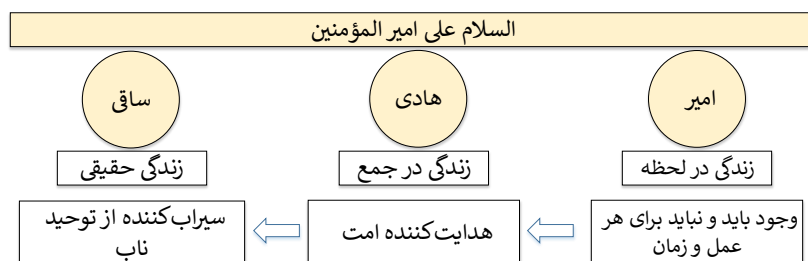 السلام علی امیر المؤمنین
امیر
هادی
ساقی
زندگی در لحظه
زندگی در جمع
زندگی حقیقی
وجود باید و نباید برای هر
عمل و زمان
هدایت‌کننده امت
سیراب‌کننده از توحید
ناب